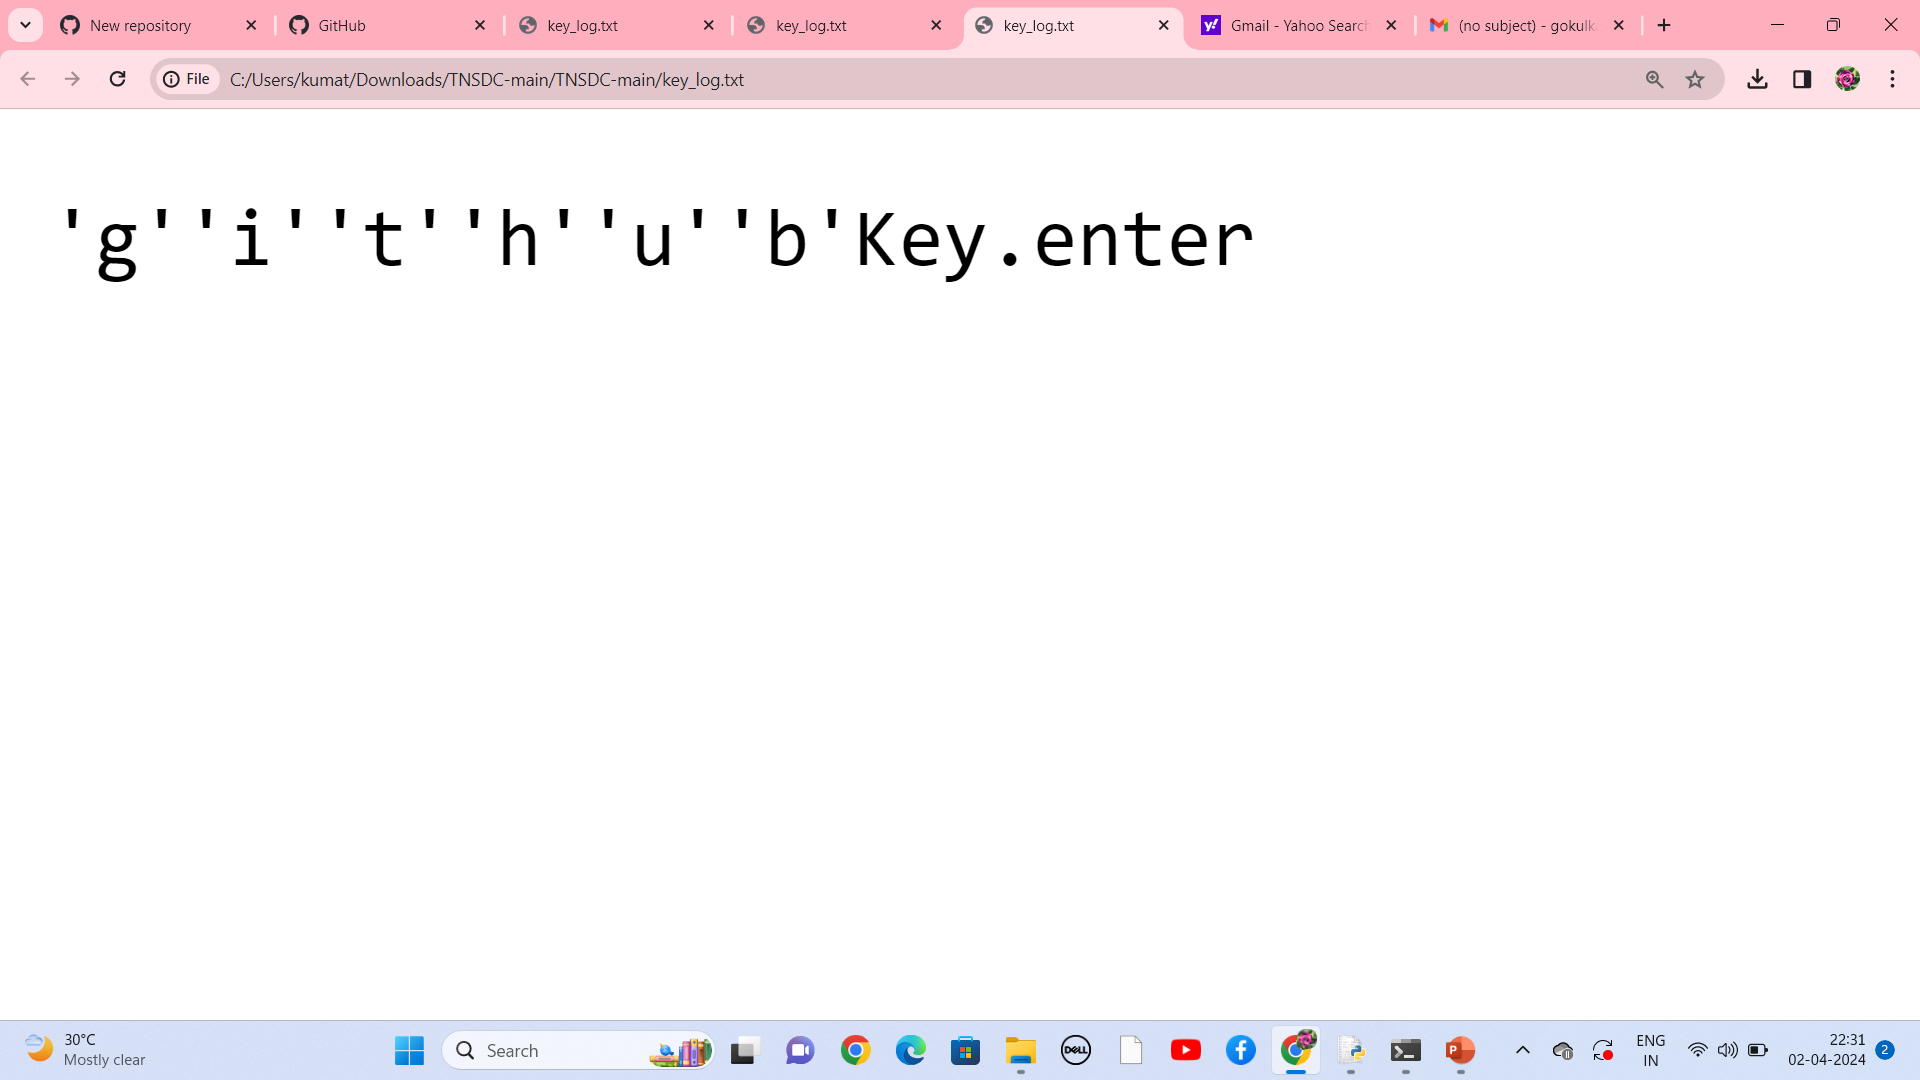 New repository
GitHub
key_log.txt
key_log.txt
key_log.txt
Gmail - Yahoo Search
(no subject) - gokulk
File
C:/Users/kumat/Downloads/TNSDC-main/TNSDC-main/key_log.txt
'g''i''t''h''u''b'Key.enter
30°C
Mostly clear
Search
DELL
ENG
IN
22:31
02-04-2024
2